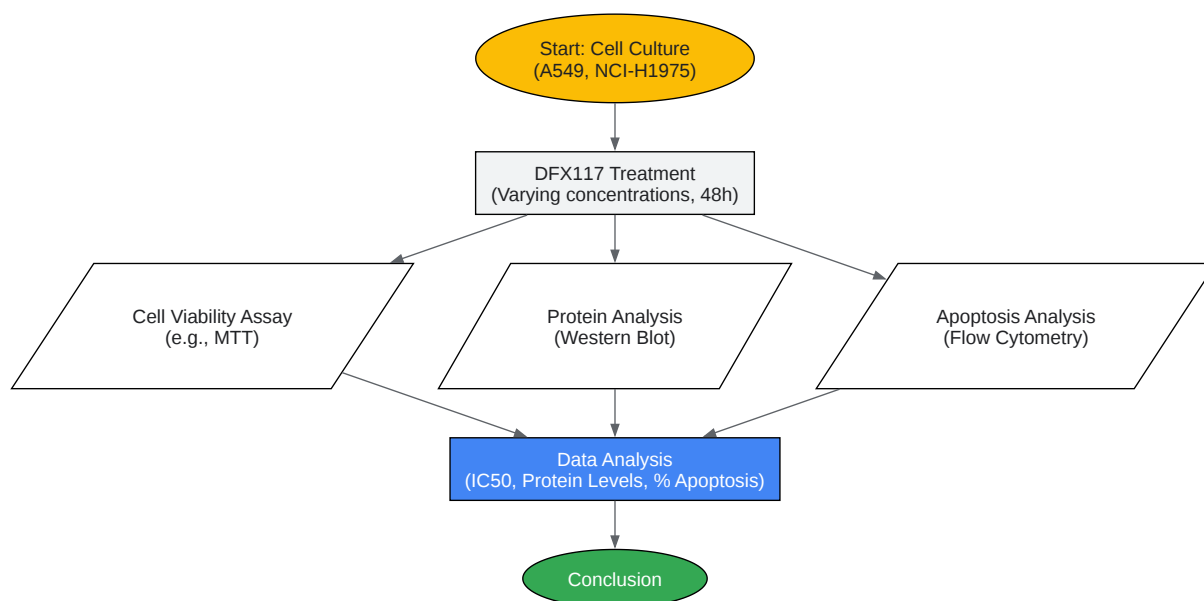 Start: Cell Culture
(A549, NCI-H1975)
DFX117 Treatment
(Varying concentrations, 48h)
Cell Viability Assay
(e.g., MTT)
Protein Analysis
(Western Blot)
Apoptosis Analysis
(Flow Cytometry)
Data Analysis
(IC50, Protein Levels, % Apoptosis)
Conclusion